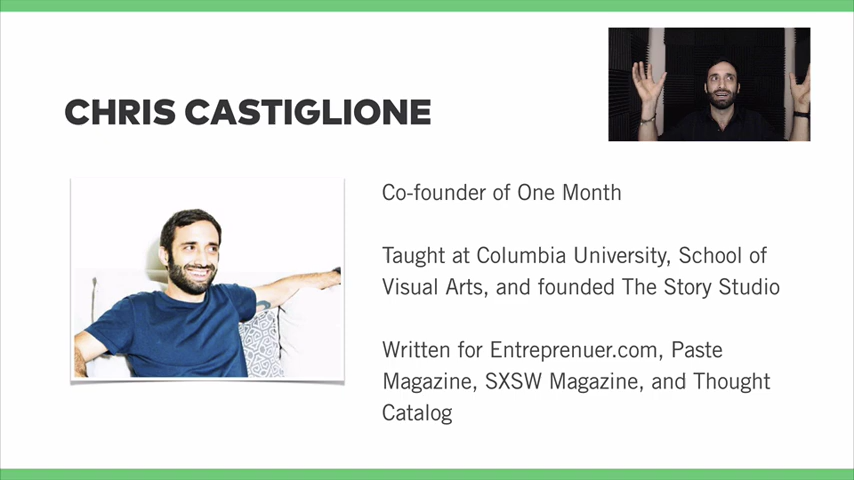 CHRIS CASTIGLIONE
Co-founder of One Month
Taught at Columbia University, School of
Visual Arts, and founded The Story Studio
Written for Entreprenuer.com, Paste
Magazine, SXSW Magazine, and Thought
Catalog